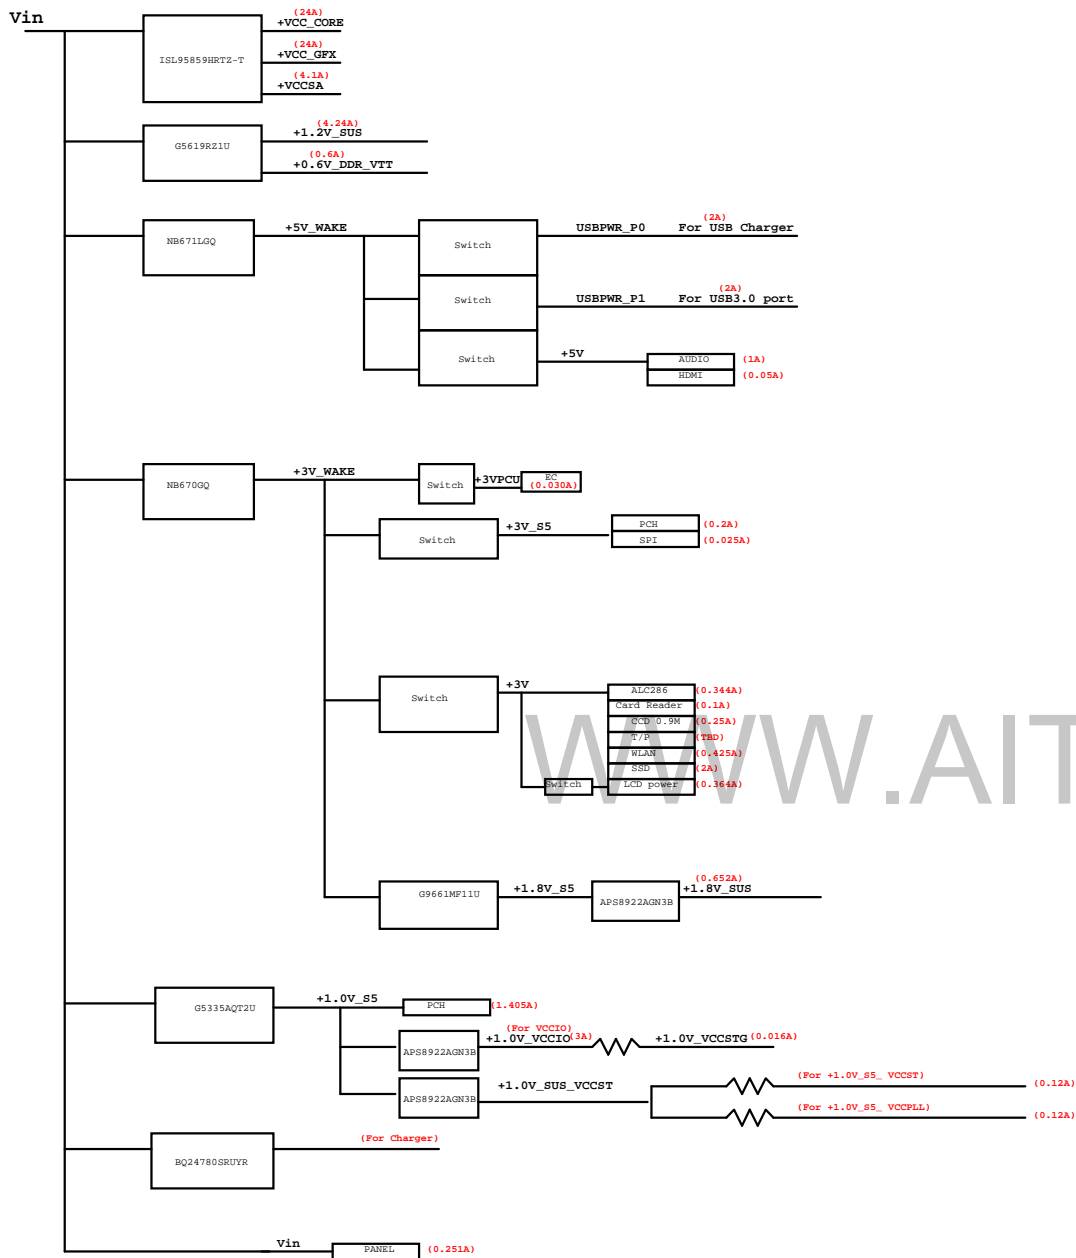 Vin
(24A)
+VCC_CORE
(24A)
+VCC_GFX
(4.1A)
+VCCSA
ISL95859HRTZ-T
(4.24A)
+1.2V_SUS
G5619RZ1U
(0.6A)
+0.6V_DDR_VTT
NB671LGQ
+5V_WAKE
Switch
USBPWR_P0
(2A)
For USB Charger
Switch
USBPWR_P1
(2A)
For USB3.0 port
Switch
+5V
AUDIO
(1A)
HDMI
(0.05A)
NB670GQ
+3V_WAKE
Switch
+3VPCU
EC
(0.030A)
Switch
+3V_S5
PCH
(0.2A)
SPI
(0.025A)
Switch
+3V
ALC286
(0.344A)
Card Reader
(0.1A)
CCD 0.9M
(0.25A)
T/P
(TBD)
WLAN
(0.425A)
SSD
(2A)
Switch
LCD power
(0.364A)
WWW.AIT
G9661MF11U
+1.8V_S5
APS8922AGN3B
(0.652A)
+1.8V_SUS
G5335AQT2U
+1.0V_S5
PCH
(1.405A)
APS8922AGN3B
(For VCCIO)
+1.0V_VCCIO
(3A)
+1.0V_VCCSTG
(0.016A)
APS8922AGN3B
+1.0V_SUS_VCCST
(For +1.0V_S5_ VCCST)
(0.12A)
(For +1.0V_S5_ VCCPLL)
(0.12A)
BQ24780SRUYR
(For Charger)
Vin
PANEL
(0.251A)